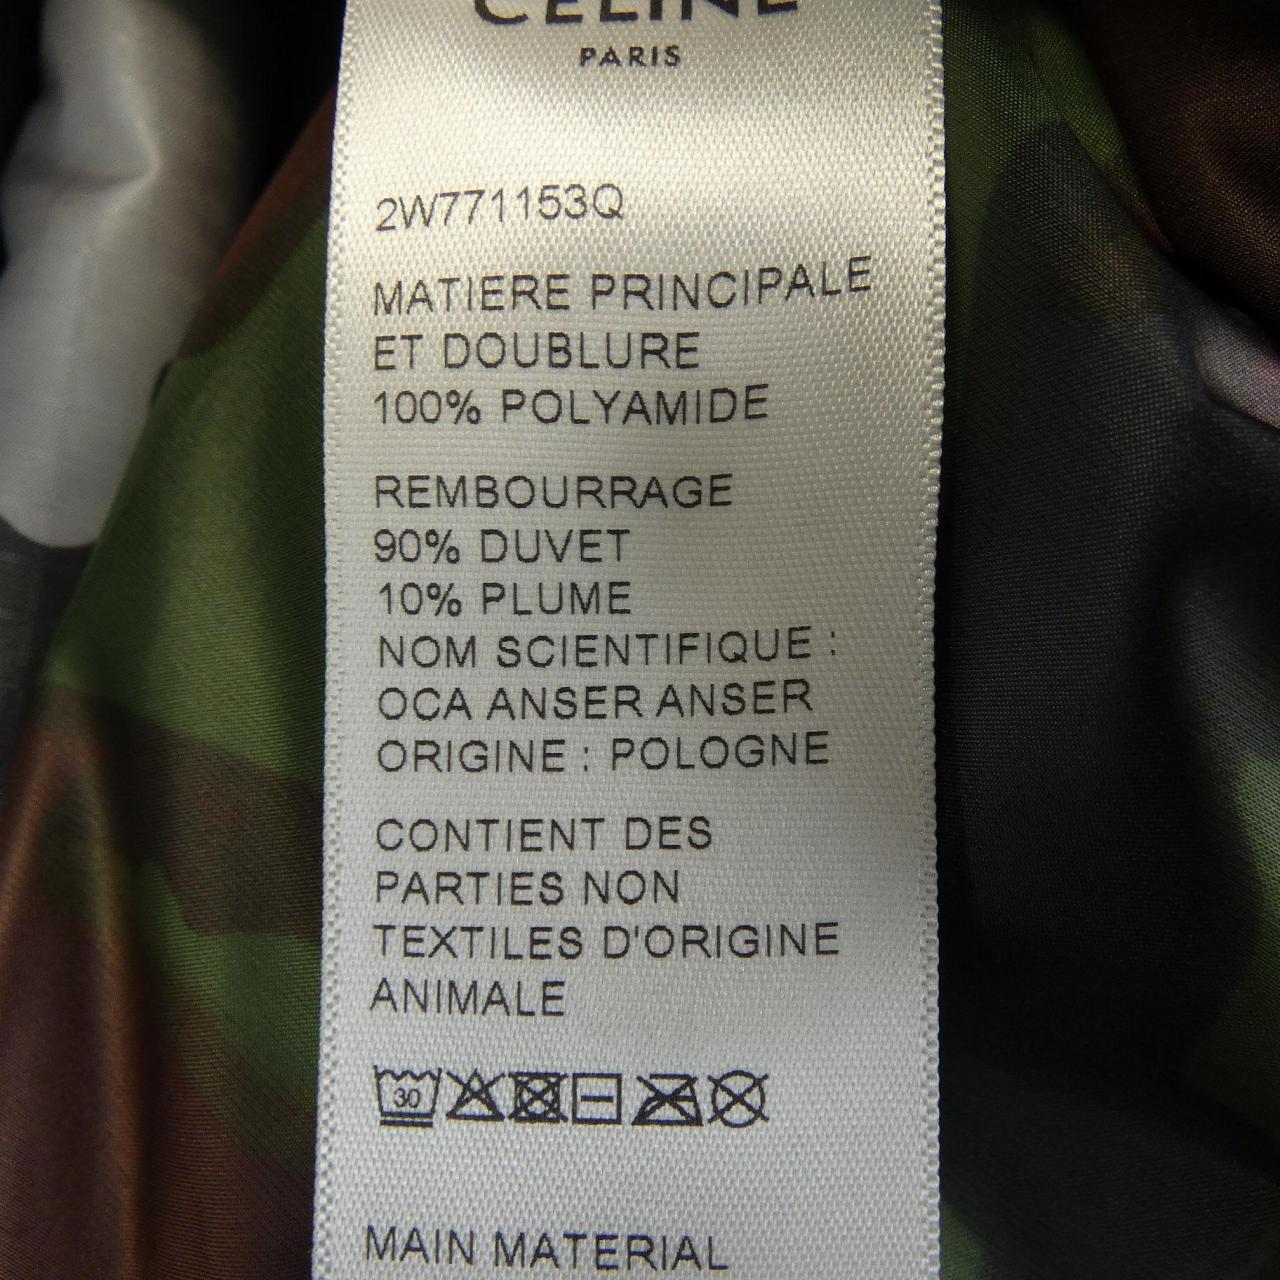 CELINE
PARIS
2W771153Q
MATIERE PRINCIPALE
ET DOUBLURE
100% POLYAMIDE
REMBOURRAGE
90% DUVET
10% PLUME
NOM SCIENTIFIQUE :
OCA ANSER ANSER
ORIGINE : POLOGNE
CONTIENT DES
PARTIES NON
TEXTILES D'ORIGINE
ANIMALE
30
MAIN MATERIAL